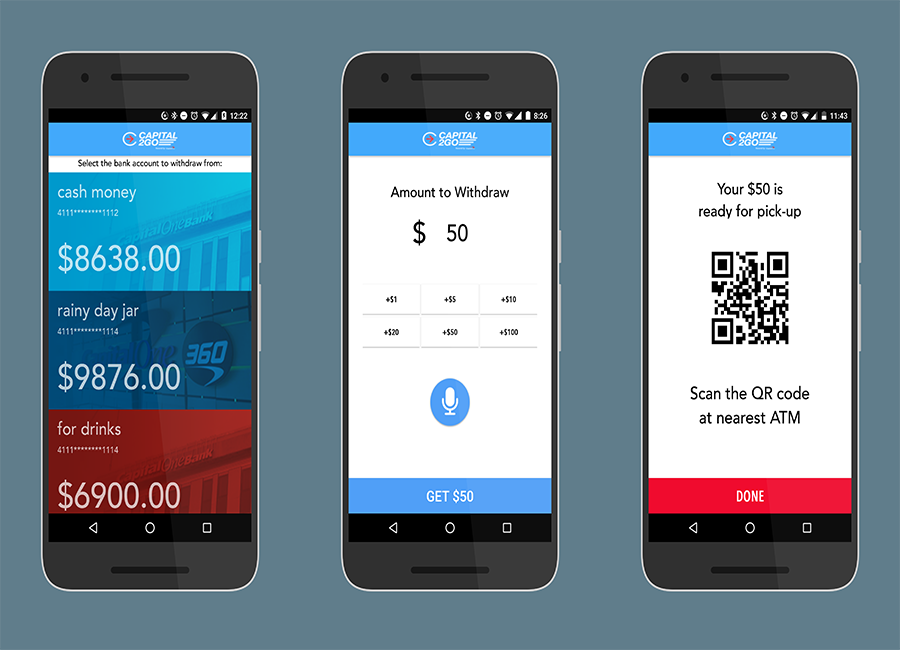 12:22
CAPITAL
2GO
Select the bank account to withdraw from:
cash money
4111********1112
CapitalOneBank
$8638.00
rainy day jar
4111********1114
360
$9876.00
for drinks
4111********1114
CapitalOneBank
$6900.00
8:26
CAPITAL
2GO
Amount to Withdraw
$ 50
+$1 +$5 +$10
+$20 +$50 +$100
GET $50
11:43
CAPITAL
2GO
Your $50 is
ready for pick-up
Scan the QR code
at nearest ATM
DONE